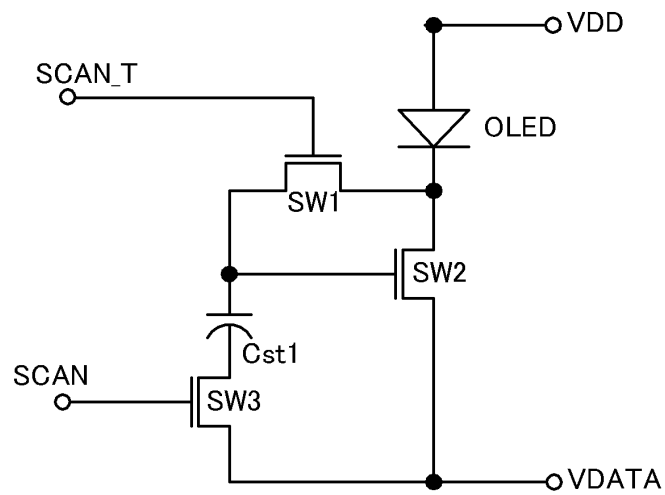 VDD
SCAN_T
OLED
SW1
SW2
Cst1
SCAN
SW3
VDATA